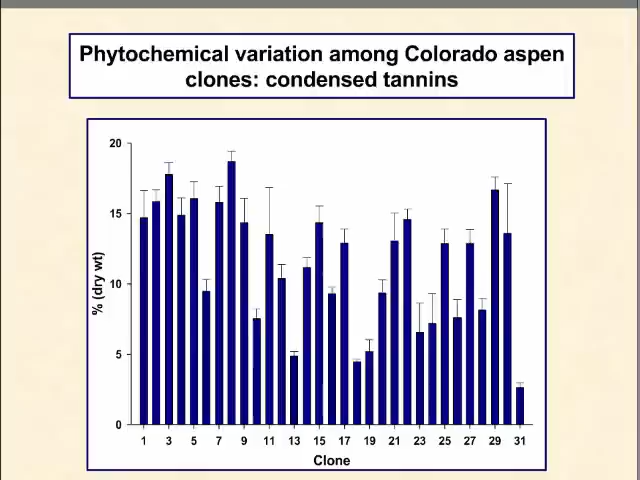 Phytochemical variation among Colorado aspen
clones: condensed tannins
20
15
10
5
0
% (dry wt)
1 3 5 7 9 11 13 15 17 19 21 23 25 27 29 31
Clone